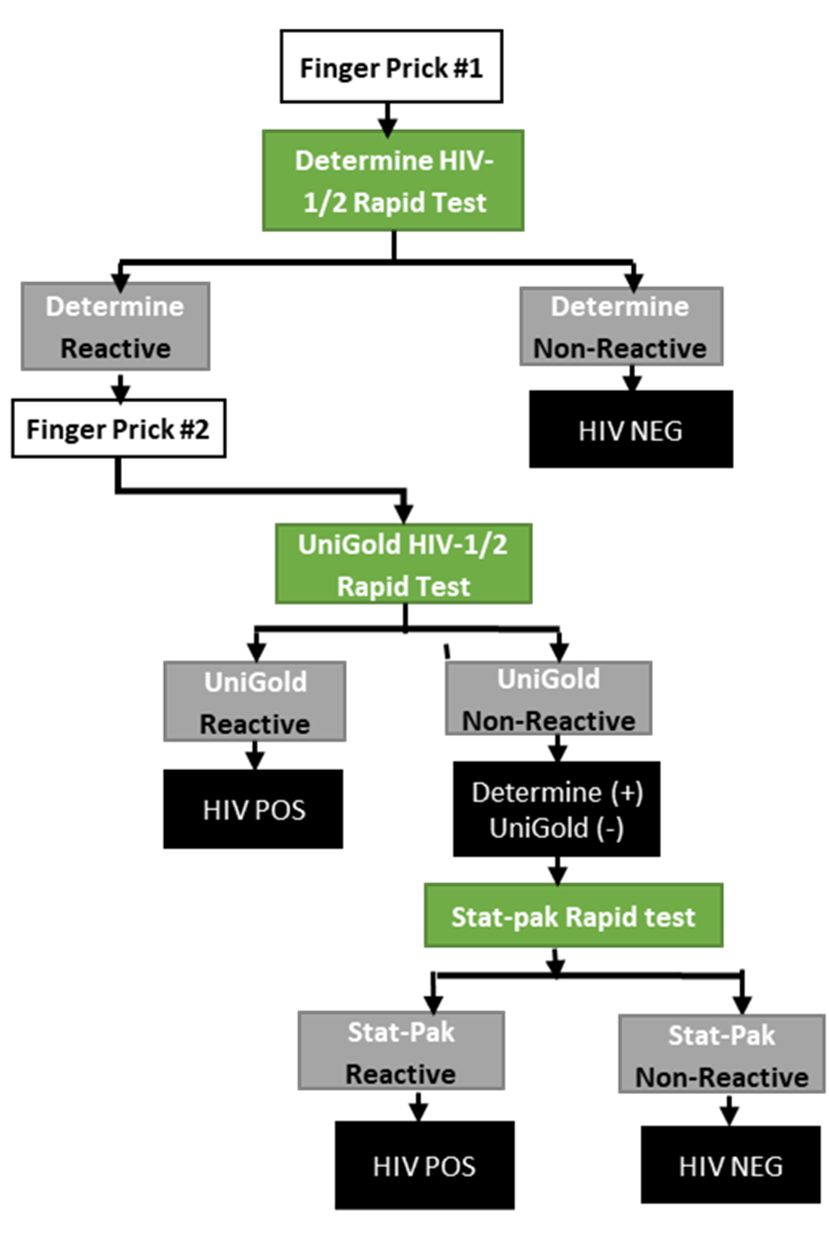 Finger Prick #1
Determine HIV-
1/2 Rapid Test
Determine
Reactive
Determine
Non-Reactive
Finger Prick #2
HIV NEG
UniGold HIV-1/2
Rapid Test
UniGold
Reactive
UniGold
Non-Reactive
HIV POS
Determine (+)
UniGold (-)
Stat-pak Rapid test
Stat-Pak
Reactive
Stat-Pak
Non-Reactive
HIV POS
HIV NEG